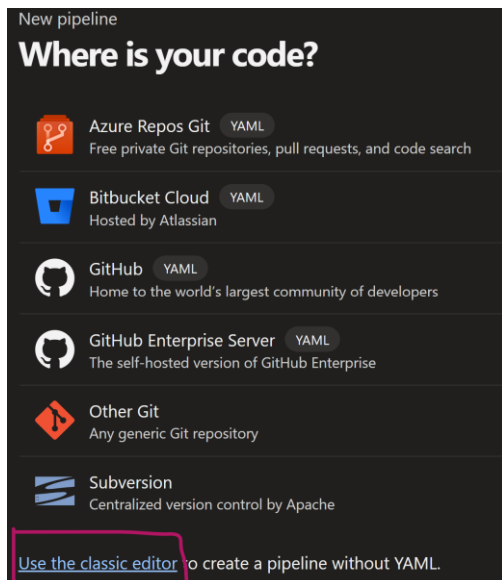 New pipeline
Where is your code?
Azure Repos Git YAML
Free private Git repositories, pull requests, and code search
Bitbucket Cloud YAML
Hosted by Atlassian
GitHub YAML
Home to the world's largest community of developers
GitHub Enterprise Server YAML
The self-hosted version of GitHub Enterprise
Other Git
Any generic Git repository
Subversion
Centralized version control by Apache
Use the classic editor to create a pipeline without YAML.